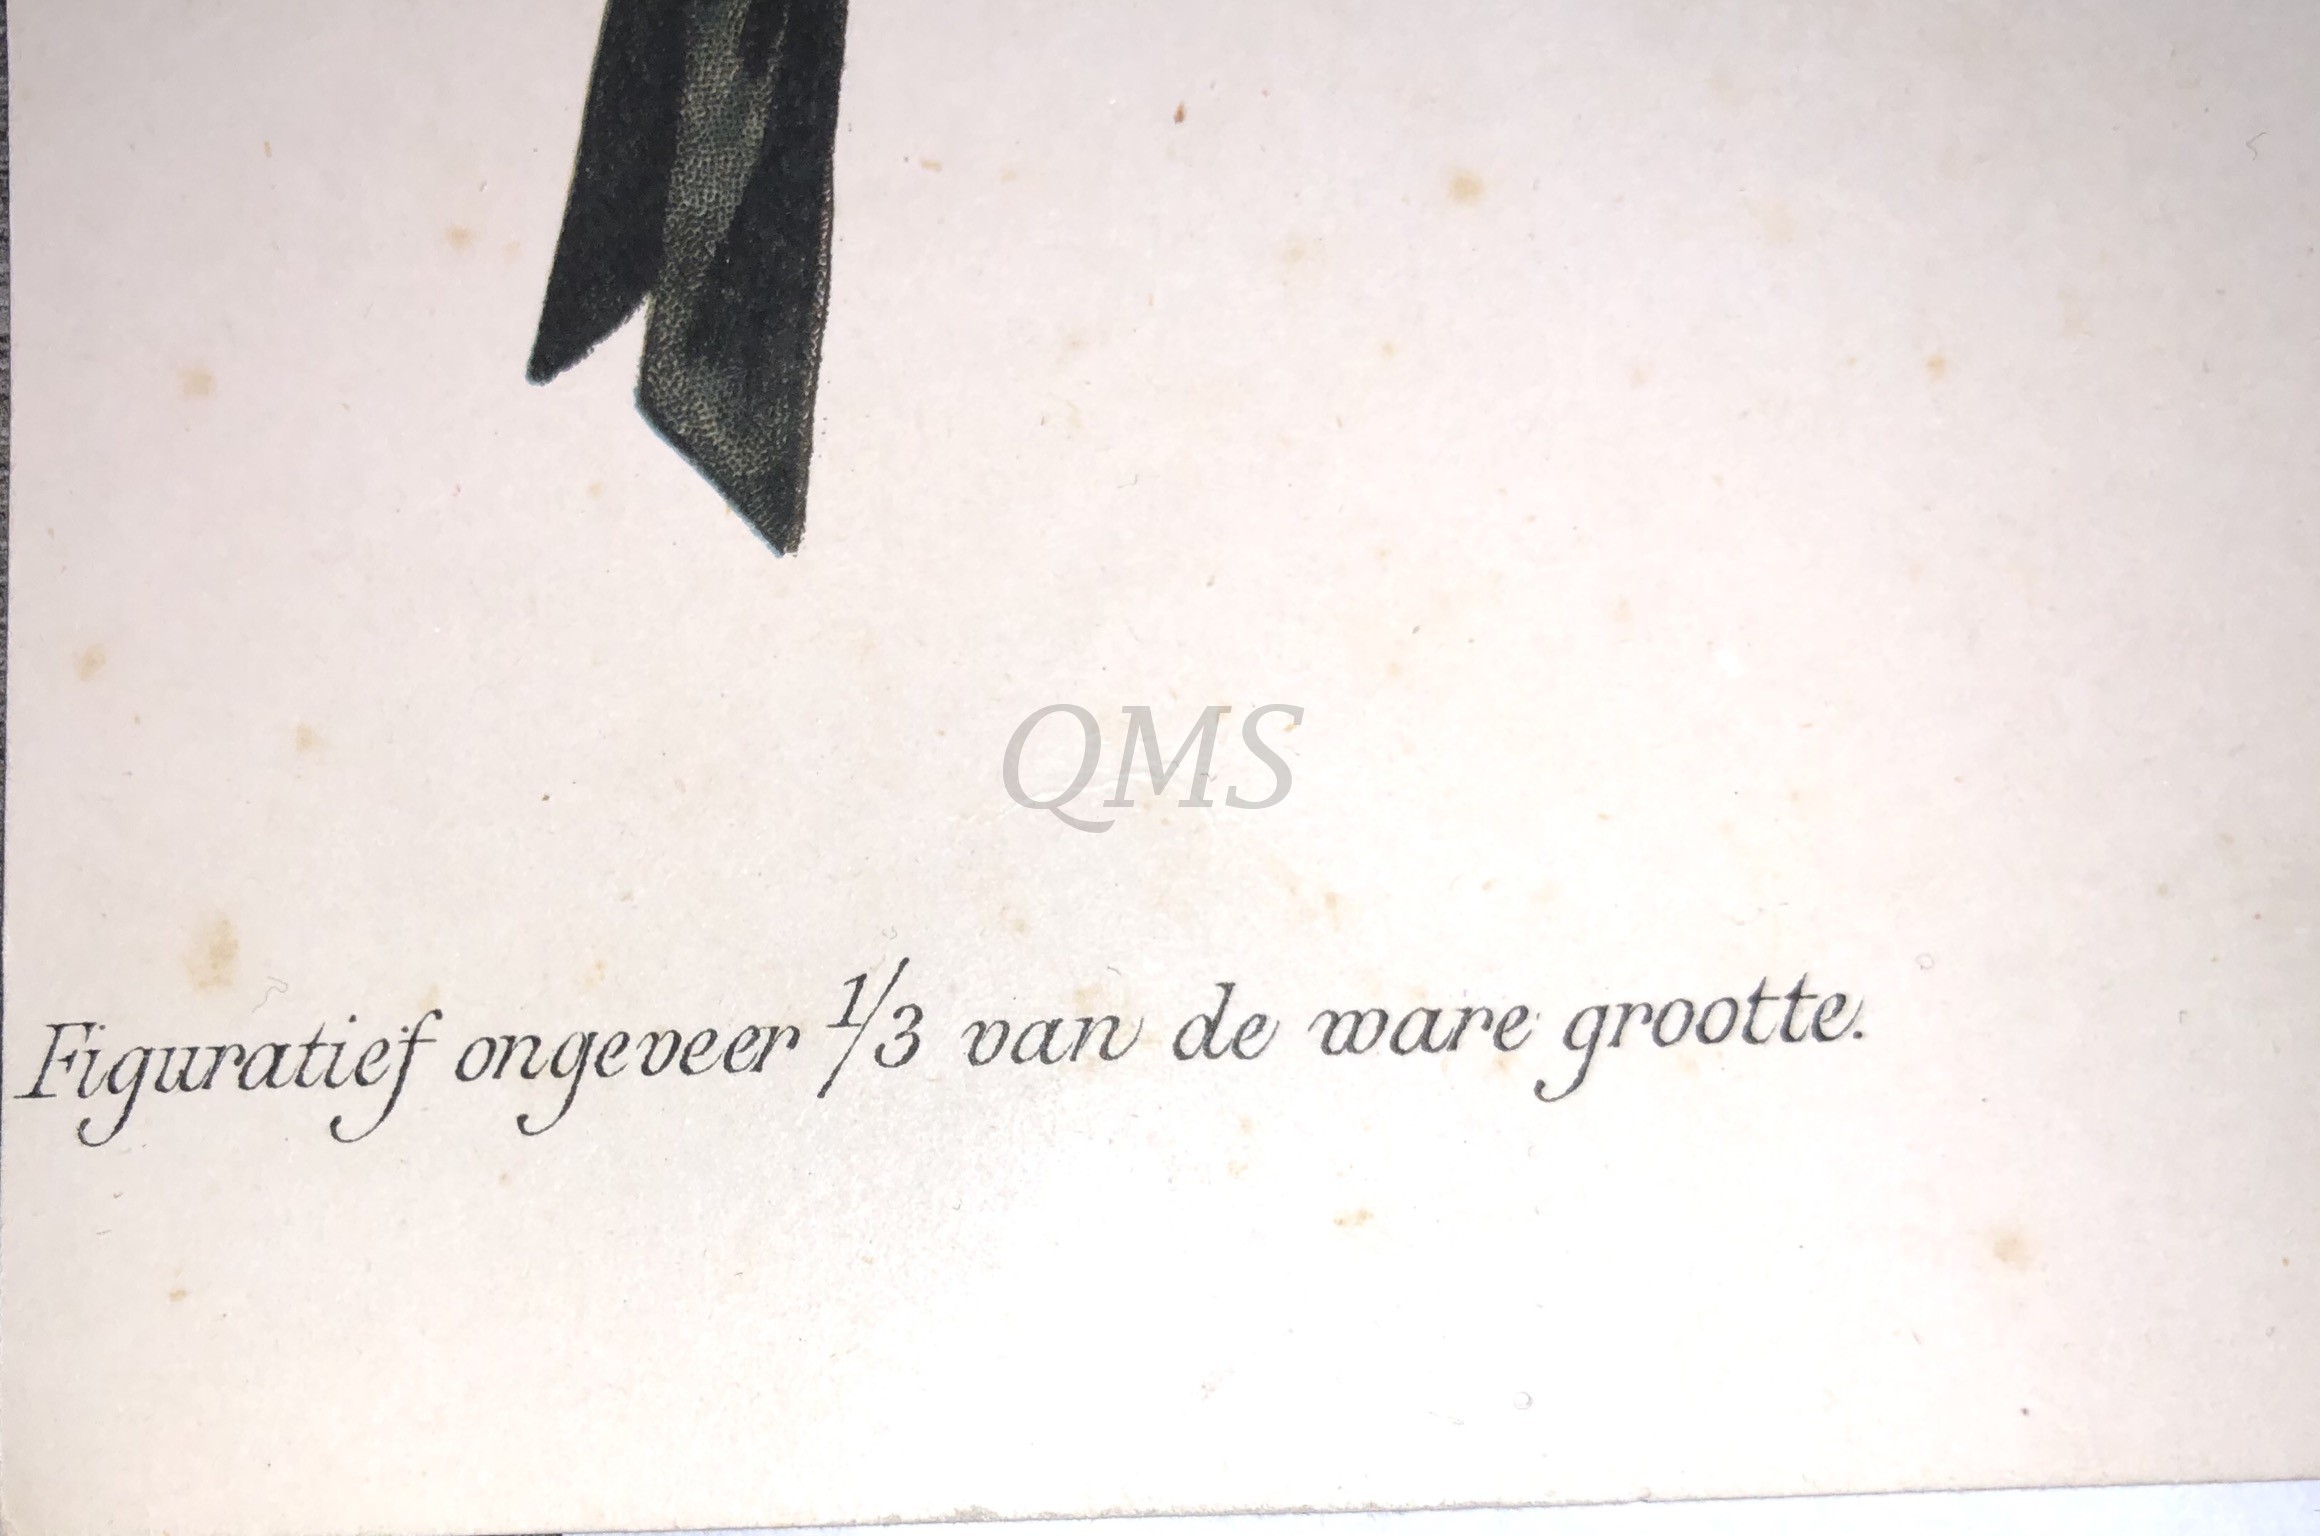 QMS
Figuratief ongeveer 1/3 van de ware grootte.